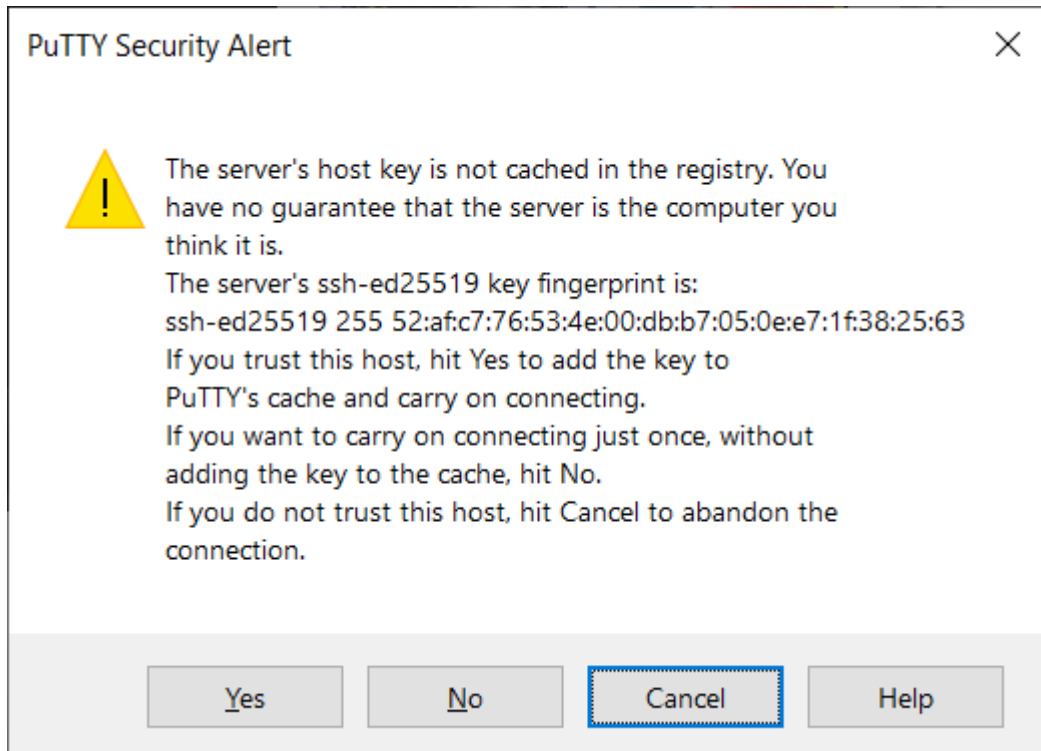 PuTTY Security Alert
!
The server's host key is not cached in the registry. You
have no guarantee that the server is the computer you
think it is.
The server's ssh-ed25519 key fingerprint is:
ssh-ed25519 255 52:af:c7:76:53:4e:00:db:b7:05:0e:e7:1f:38:25:63
If you trust this host, hit Yes to add the key to
PuTTY's cache and carry on connecting.
If you want to carry on connecting just once, without
adding the key to the cache, hit No.
If you do not trust this host, hit Cancel to abandon the
connection.
Yes No Cancel Help